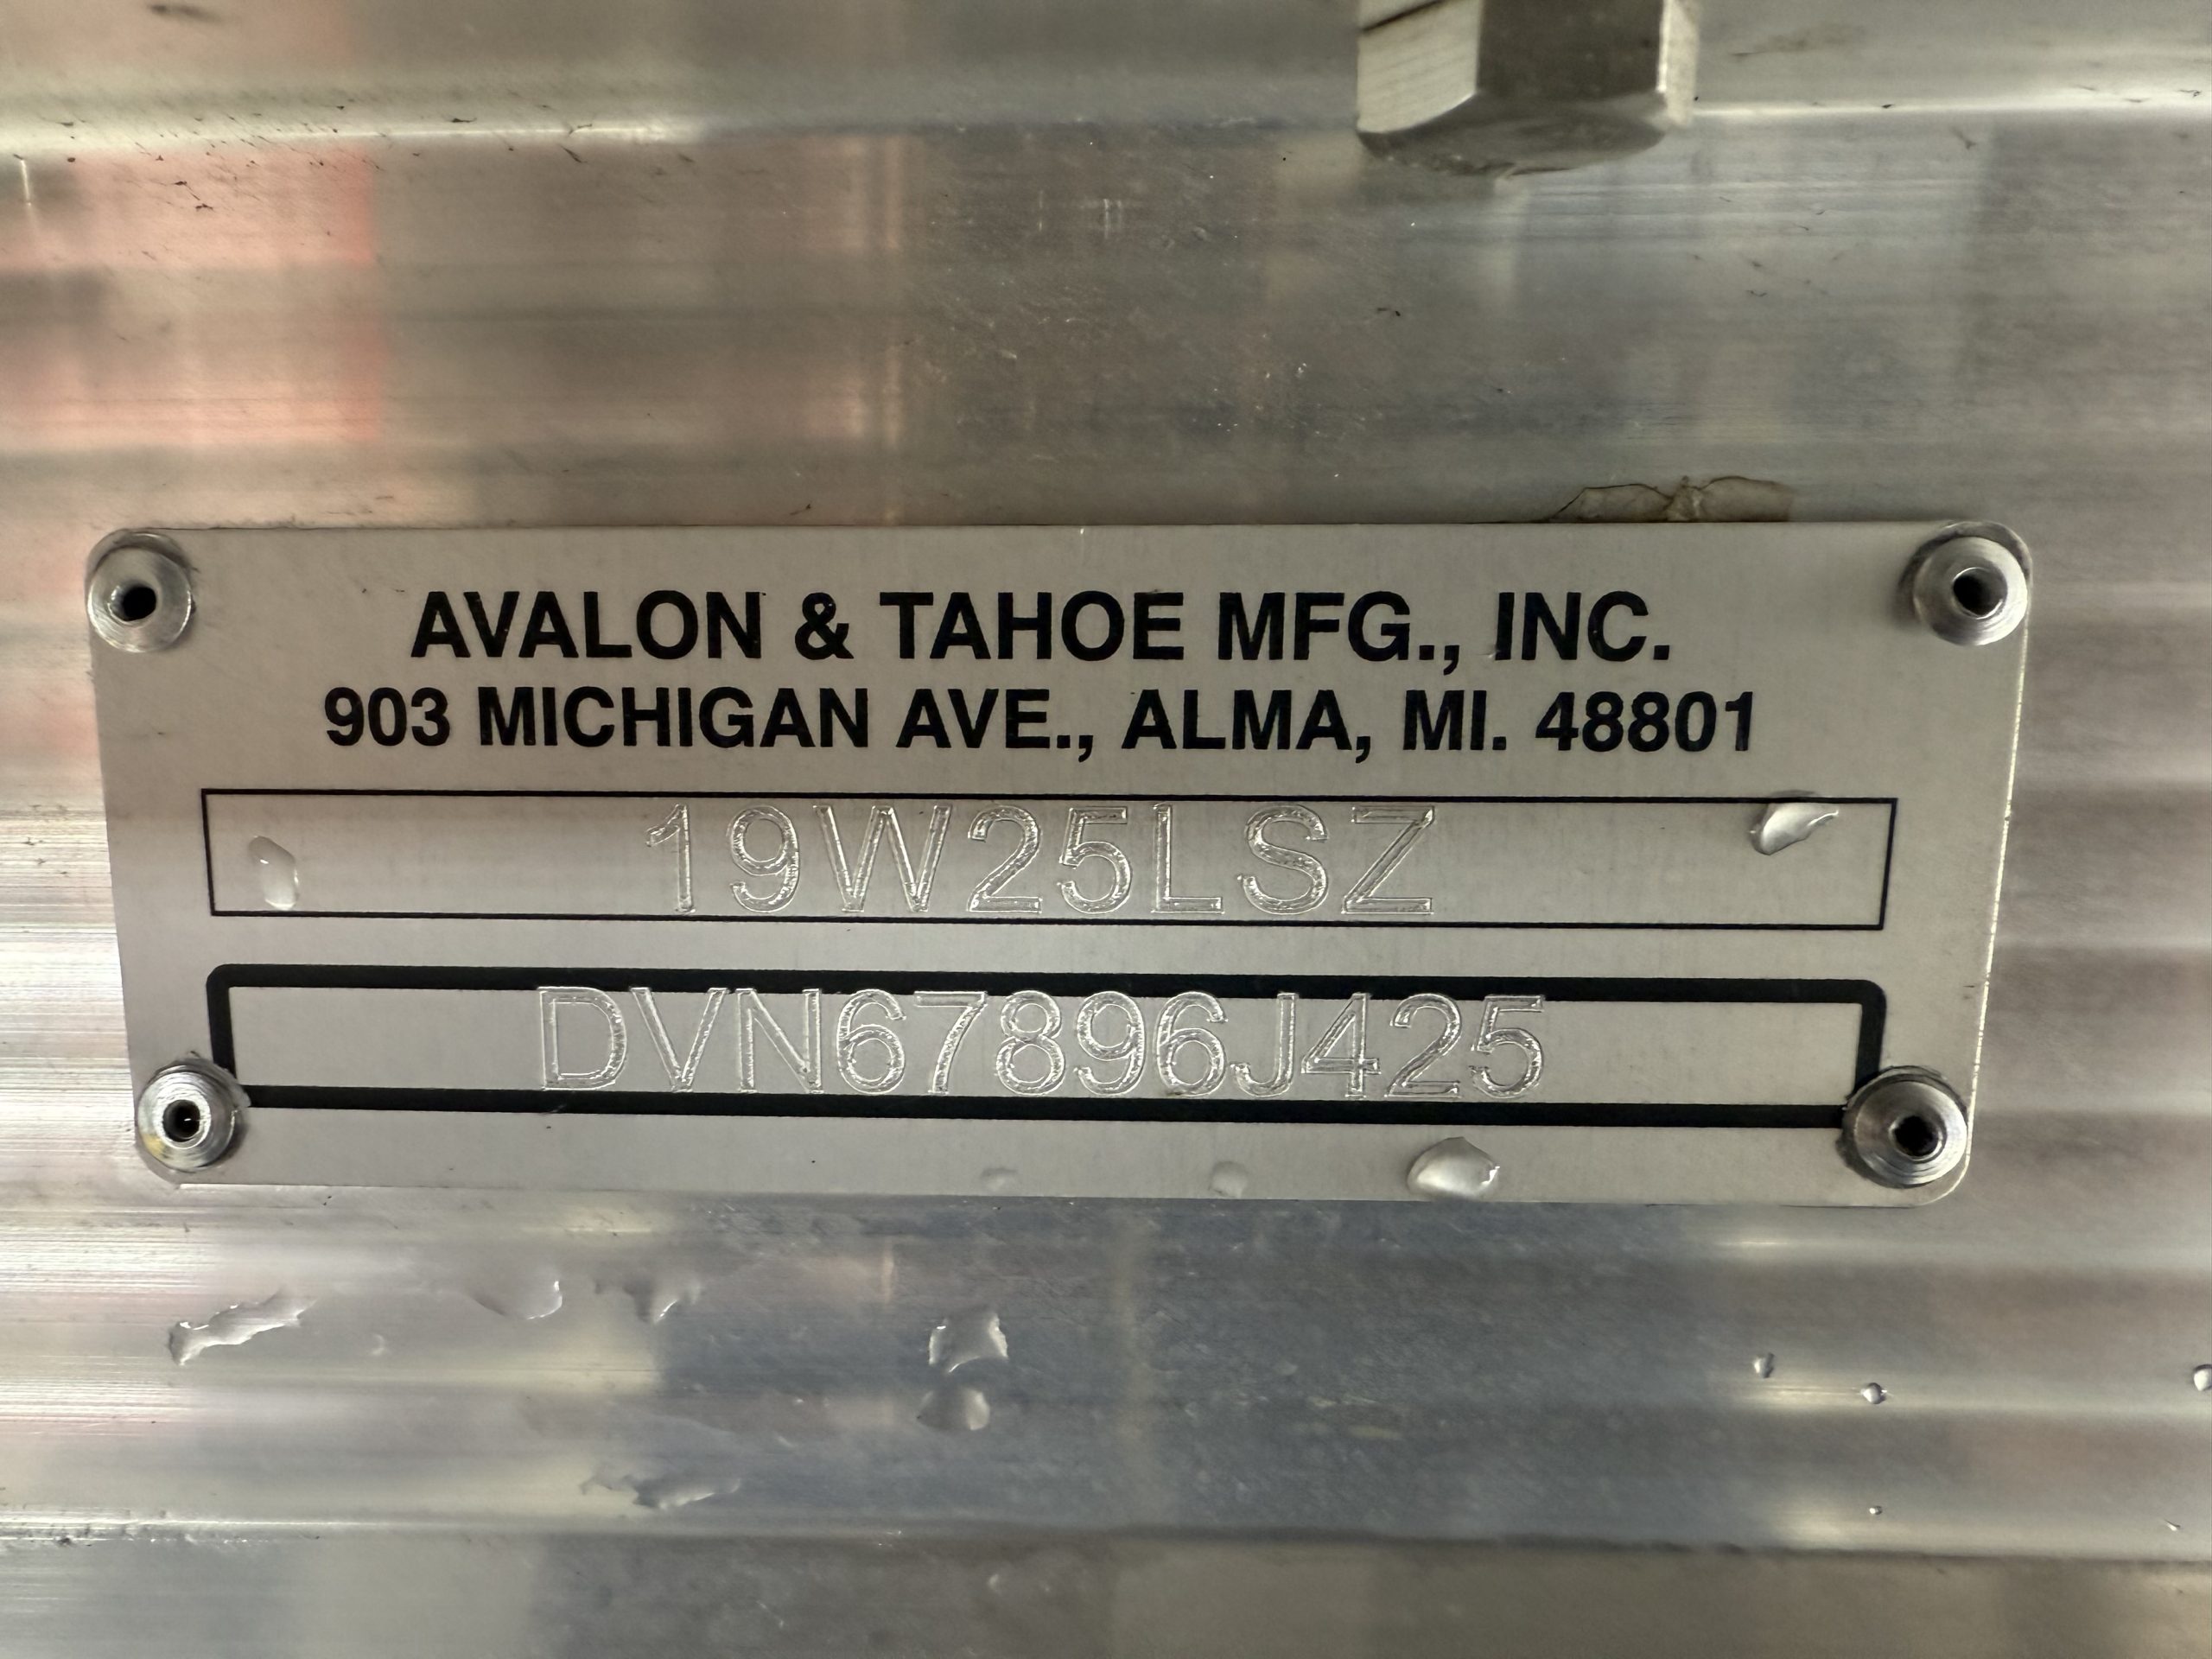 AVALON & TAHOE MFG., INC.
903 MICHIGAN AVE., ALMA, MI. 48801
19W25LSZ
DVN67896J425